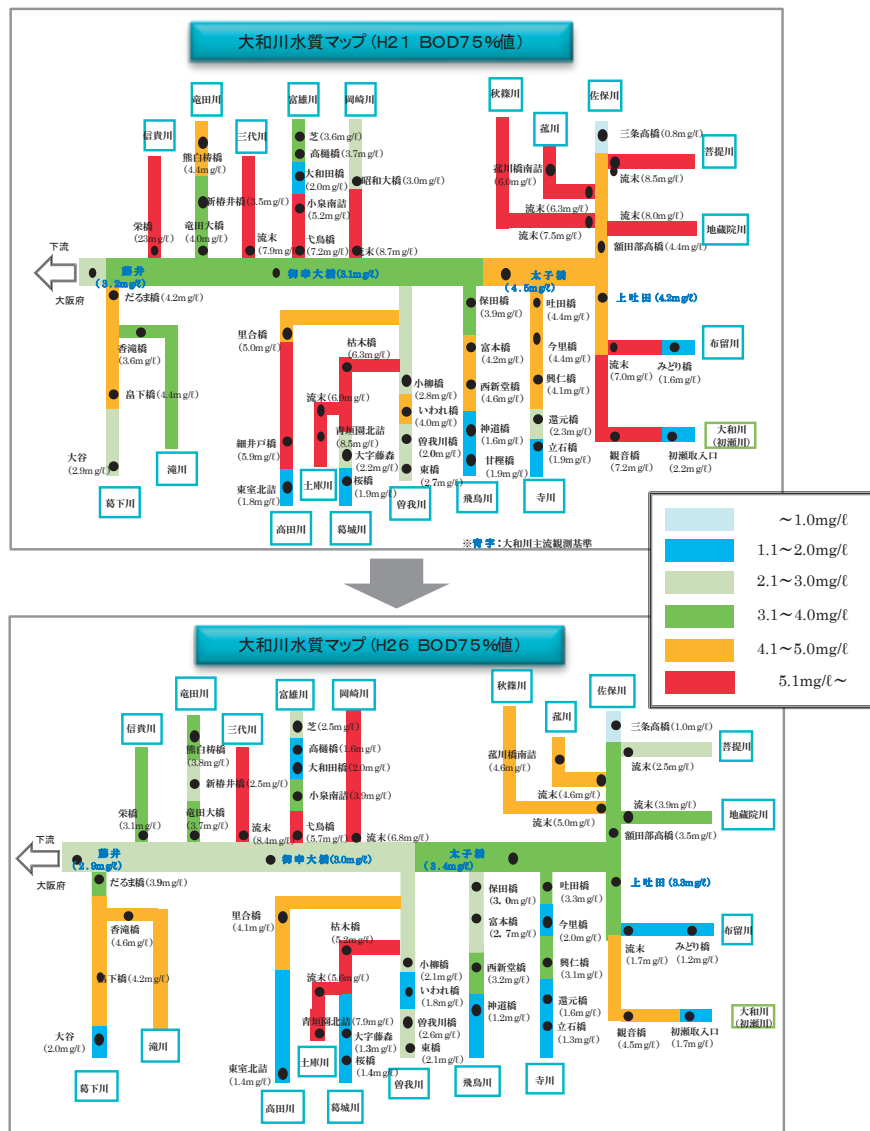 大和川水質マップ(H21 BOD75%値)
秋篠川
佐保川
竜田川
富雄川
岡崎川
菰川
信貴川
三代川
芝(3.6mg/ℓ)
三条高橋(0.8mg/ℓ)
菩提川
高樋橋(3.7mg/ℓ)
熊白梼橋
(4.4mg/ℓ)
大和田橋
(2.0mg/ℓ)
昭和大橋(3.0mg/ℓ)
菰川橋南詰
(6.0mg/ℓ)
流末
(8.5mg/ℓ)
新椿井橋(3.5mg/ℓ)
小泉南詰
(5.2mg/ℓ)
流末
(6.3mg/ℓ)
流末(8.0mg/ℓ)
地蔵院川
栄橋
(23mg/ℓ)
竜田大橋
(4.0mg/ℓ)
流末
(7.9mg/ℓ)
弋鳥橋
(7.2mg/ℓ)
流末(8.7mg/ℓ)
流末
(7.5mg/ℓ)
額田部高橋(4.4mg/ℓ)
下流
大阪府
藤井
(3.2mg/ℓ)
御幸大橋(3.1mg/ℓ)
太子橋
(4.5mg/ℓ)
だるま橋(4.2mg/ℓ)
保田橋
(3.9mg/ℓ)
吐田橋
(4.4mg/ℓ)
上吐田(4.2mg/ℓ)
里合橋
(5.0mg/ℓ)
枯木橋
(6.3mg/ℓ)
香滝橋
(3.6mg/ℓ)
富本橋
(4.2mg/ℓ)
今里橋
(4.4mg/ℓ)
布留川
流末
(7.0mg/ℓ)
みどり橋
(1.6mg/ℓ)
畠下橋(4.4mg/ℓ)
流末(6.9mg/ℓ)
小柳橋
(2.8mg/ℓ)
西新堂橋
(4.6mg/ℓ)
興仁橋
(4.1mg/ℓ)
いわれ橋
(4.0mg/ℓ)
細井戸橋
(5.9mg/ℓ)
青垣園北詰
(8.5mg/ℓ)
曽我川橋
(2.0mg/ℓ)
神道橋
(1.6mg/ℓ)
還元橋
(2.3mg/ℓ)
大和川
(初瀬川)
大谷
(2.9mg/ℓ)
大字藤森
(2.2mg/ℓ)
東橋
(2.7mg/ℓ)
甘樫橋
(1.9mg/ℓ)
立石橋
(1.9mg/ℓ)
観音橋
(7.2mg/ℓ)
初瀬取入口
(2.2mg/ℓ)
滝川
東室北詰
(1.8mg/ℓ)
桜橋
(1.9mg/ℓ)
葛下川
土庫川
高田川
葛城川
曽我川
飛鳥川
寺川
※青字:大和川主流観測基準
~1.0mg/ℓ
1.1~2.0mg/ℓ
2.1~3.0mg/ℓ
3.1~4.0mg/ℓ
4.1~5.0mg/ℓ
5.1mg/ℓ~
大和川水質マップ(H26 BOD75%値)
竜田川
富雄川
岡崎川
秋篠川
菰川
佐保川
信貴川
三代川
芝(2.5mg/ℓ)
三条高橋(1.0mg/ℓ)
菩提川
熊白梼橋
(3.8mg/ℓ)
高樋橋(1.6mg/ℓ)
大和田橋(2.0mg/ℓ)
菰川橋南詰
(4.6mg/ℓ)
流末
(2.5mg/ℓ)
新椿井橋(2.5mg/ℓ)
小泉南詰(3.9mg/ℓ)
流末
(4.6mg/ℓ)
流末(3.9mg/ℓ)
地蔵院川
栄橋
(3.1mg/ℓ)
竜田大橋
(3.7mg/ℓ)
流末
(8.4mg/ℓ)
弋鳥橋
(5.7mg/ℓ)
流末(6.8mg/ℓ)
流末(5.0mg/ℓ)
額田部高橋(3.5mg/ℓ)
下流
大阪府
藤井
(2.9mg/ℓ)
御幸大橋(3.0mg/ℓ)
太子橋
(3.4mg/ℓ)
だるま橋(3.9mg/ℓ)
保田橋
(3.0mg/ℓ)
吐田橋
(3.3mg/ℓ)
上吐田(3.3mg/ℓ)
里合橋
(4.1mg/ℓ)
枯木橋
(5.2mg/ℓ)
香滝橋
(4.6mg/ℓ)
富本橋
(2.7mg/ℓ)
今里橋
(2.0mg/ℓ)
布留川
流末
(1.7mg/ℓ)
みどり橋
(1.2mg/ℓ)
畠下橋(4.2mg/ℓ)
流末(5.6mg/ℓ)
小柳橋
(2.1mg/ℓ)
西新堂橋
(3.2mg/ℓ)
興仁橋
(3.1mg/ℓ)
いわれ橋
(1.8mg/ℓ)
青垣園北詰(7.9mg/ℓ)
曽我川橋
(2.6mg/ℓ)
神道橋
(1.2mg/ℓ)
還元橋
(1.6mg/ℓ)
大和川
(初瀬川)
大谷
(2.0mg/ℓ)
大字藤森
(1.3mg/ℓ)
東橋
(2.1mg/ℓ)
立石橋
(1.3mg/ℓ)
観音橋
(4.5mg/ℓ)
初瀬取入口
(1.7mg/ℓ)
滝川
東室北詰
(1.4mg/ℓ)
桜橋
(1.4mg/ℓ)
葛下川
土庫川
高田川
葛城川
曽我川
飛鳥川
寺川